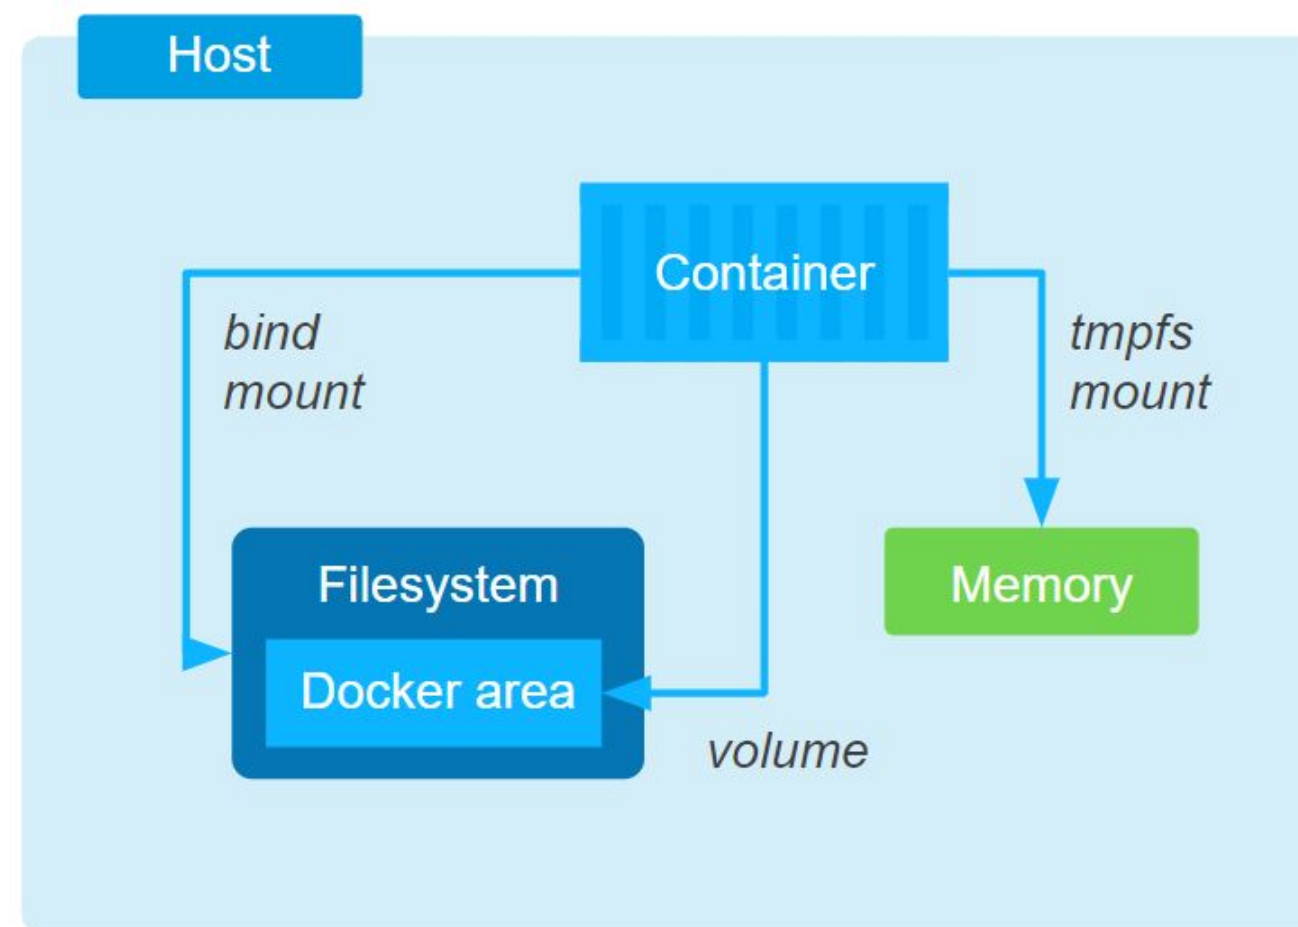 Host
Container
bind
mount
tmpfs
mount
Filesystem
Memory
Docker area
volume